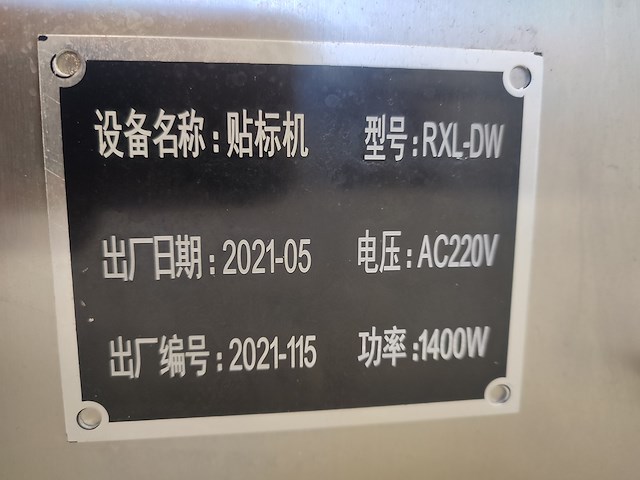 设备名称：贴标机 型号：RXL-DW
出厂日期：2021-05 电压：AC220V
出厂编号：2021-115 功率：1400W